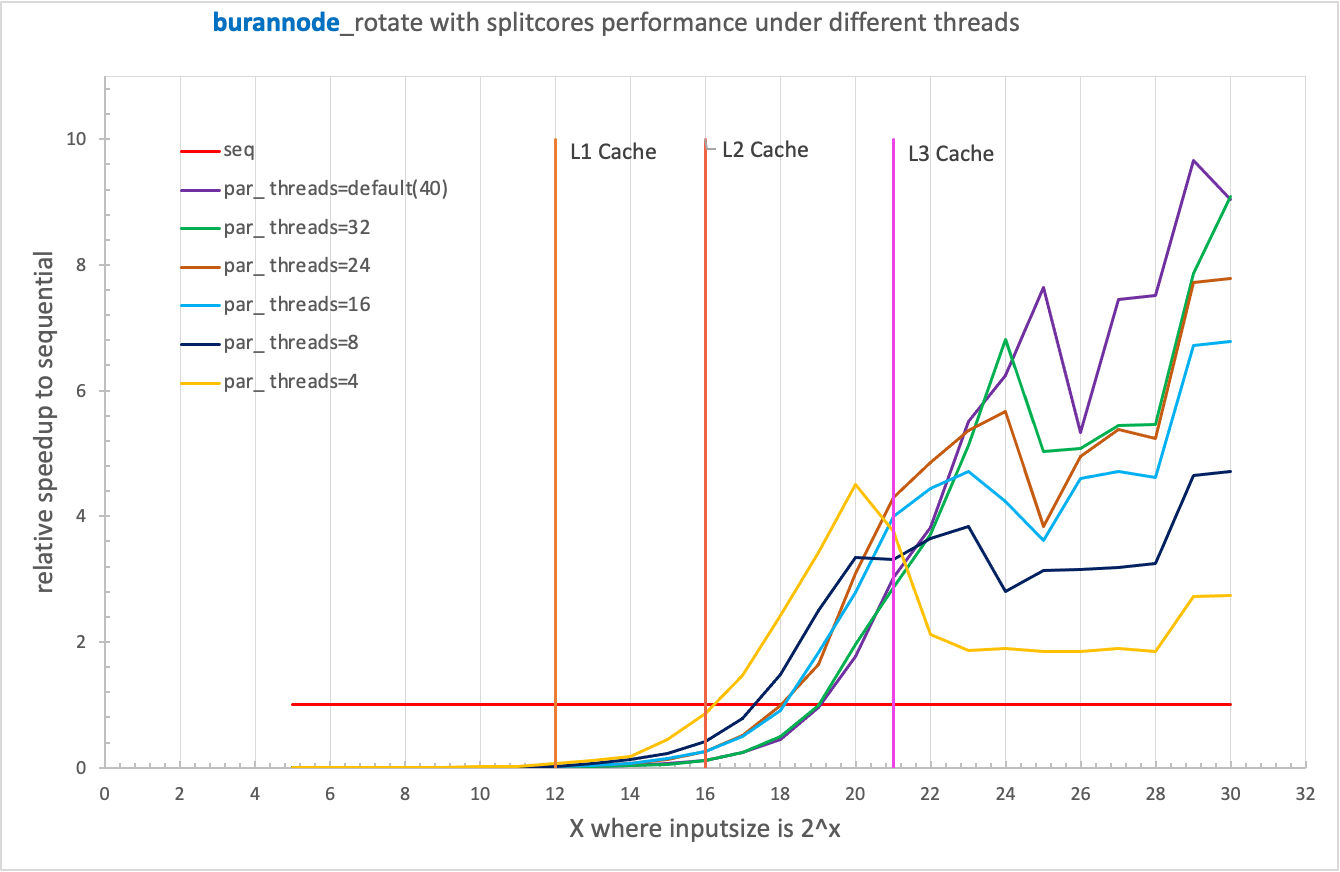 burannode_rotate with splitcores performance under different threads
10
8
6
4
2
0
relative speedup to sequential
seq
par_ threads=default(40)
par_ threads=32
par_ threads=24
par_ threads=16
par_ threads=8
par_ threads=4
L1 Cache
L2 Cache
L3 Cache
0 2 4 6 8 10 12 14 16 18 20 22 24 26 28 30 32
X where inputsize is 2^x